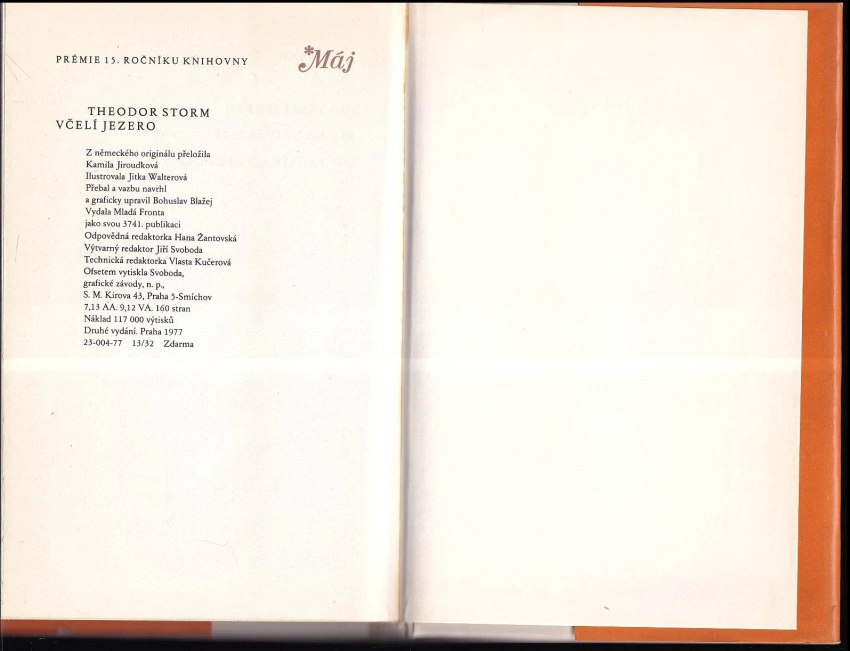 PRÉMIE 15. ROČNÍKU KNIHOVNY *Máj
THEODOR STORM
VČELÍ JEZERO
Z německého originálu přeložila
Kamila Jiroudková
Ilustrovala Jitka Walterová
Přebal a vazbu navrhl
a graficky upravil Bohuslav Blažej
Vydala Mladá Fronta
jako svou 3741. publikaci
Odpovědná redaktorka Hana Žantovská
Výtvarný redaktor Jiří Svoboda
Technická redaktorka Vlasta Kučerová
Ofsetem vytiskla Svoboda,
grafické závody, n. p.,
S. M. Kirova 43, Praha 5-Smíchov
7,13 AA. 9,12 VA. 160 stran
Náklad 117 000 výtisků
Druhé vydání. Praha 1977
23-004-77 13/32 Zdarma